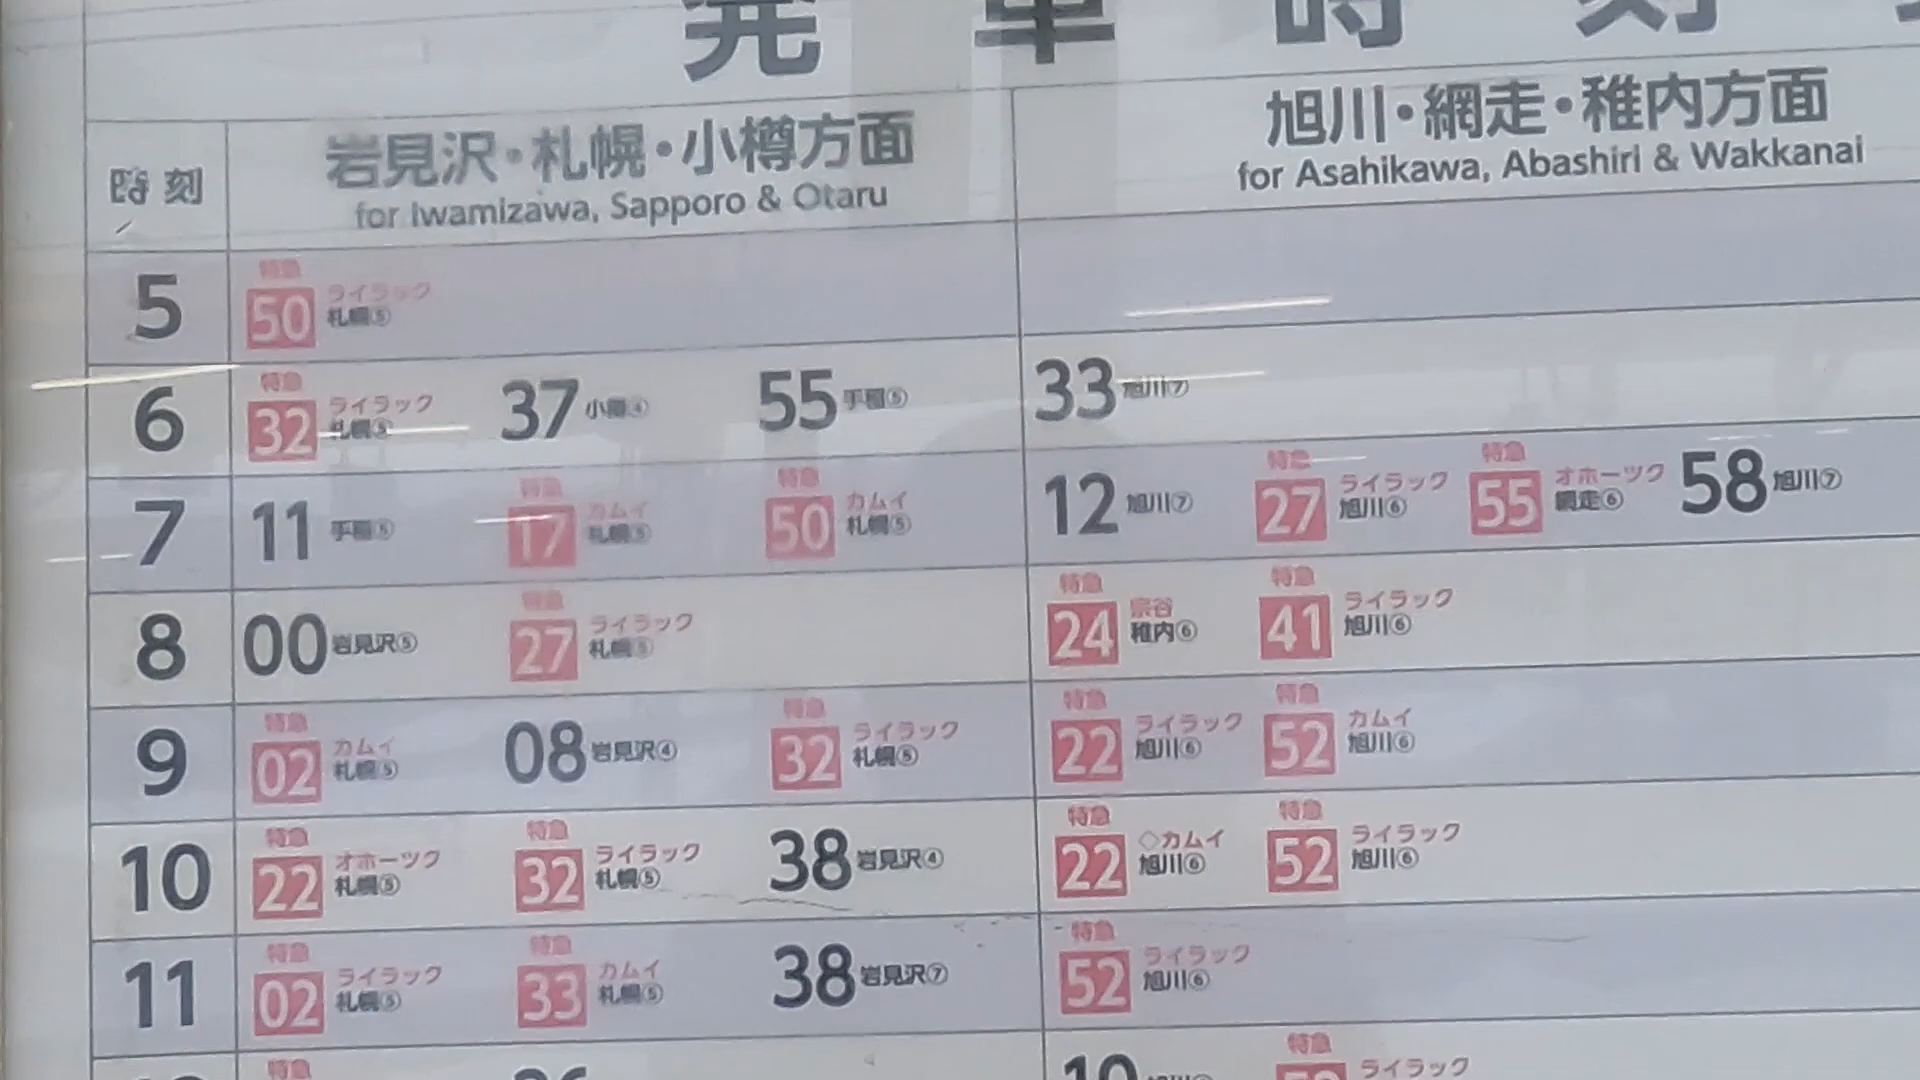 発車時刻
時刻
岩見沢・札幌・小樽方面
for Iwamizawa, Sapporo & Otaru
旭川・網走・稚内方面
for Asahikawa, Abashiri & Wakkanai
5
特急 50 ライラック 札幌⑤
6
特急 32 ライラック 札幌⑤
37 小樽④
55 手稲⑤
33 旭川⑦
7
11 手稲⑤
特急 17 カムイ 札幌⑤
特急 50 カムイ 札幌⑤
12 旭川⑦
特急 27 ライラック 旭川⑥
特急 55 オホーツク 網走⑥
58 旭川⑦
8
00 岩見沢⑤
特急 27 ライラック 札幌⑤
特急 24 宗谷 稚内⑥
特急 41 ライラック 旭川⑥
9
特急 02 カムイ 札幌⑤
08 岩見沢④
特急 32 ライラック 札幌⑤
特急 22 ライラック 旭川⑥
特急 52 カムイ 旭川⑥
10
特急 22 オホーツク 札幌⑤
特急 32 ライラック 札幌⑤
38 岩見沢④
特急 22 ◇カムイ 旭川⑥
特急 52 ライラック 旭川⑥
11
特急 02 ライラック 札幌⑤
特急 33 カムイ 札幌⑤
38 岩見沢⑦
特急 52 ライラック 旭川⑥
特急
特急 ライラック